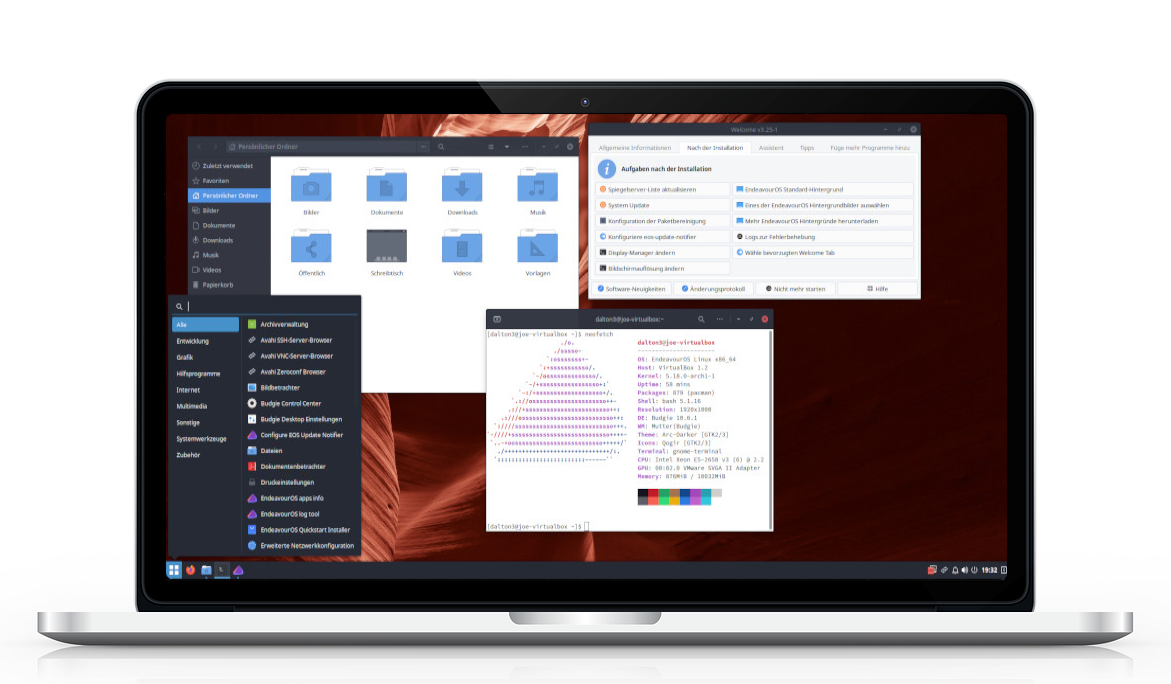 Persönlicher Ordner
Zuletzt verwendet
Favoriten
Persönlicher Ordner
Bilder
Dokumente
Downloads
Musik
Videos
Papierkorb
Bilder
Dokumente
Downloads
Musik
Öffentlich
Schreibtisch
Videos
Vorlagen
Welcome v3.25-1
Allgemeine Informationen
Nach der Installation
Assistent
Tipps
Füge mehr Programme hinzu
Aufgaben nach der Installation
Spiegelserver-Liste aktualisieren
EndeavourOS Standard-Hintergrund
System Update
Eines der EndeavourOS Hintergrundbilder auswählen
Konfiguration der Paketbereinigung
Mehr EndeavourOS Hintergründe herunterladen
Konfiguriere eos-update-notifier
Logs zur Fehlerbehebung
Display-Manager ändern
Wähle bevorzugten Welcome Tab
Bildschirmauflösung ändern
Software-Neuigkeiten
Änderungsprotokoll
Nicht mehr starten
Hilfe
Alle
Entwicklung
Grafik
Hilfsprogramme
Internet
Multimedia
Sonstige
Systemwerkzeuge
Zubehör
Archivverwaltung
Avahi SSH-Server-Browser
Avahi VNC-Server-Browser
Avahi Zeroconf Browser
Bildbetrachter
Budgie Control Center
Budgie Desktop Einstellungen
Configure EOS Update Notifier
Dateien
Dokumentenbetrachter
Druckeinstellungen
EndeavourOS apps info
EndeavourOS log tool
EndeavourOS Quickstart Installer
Erweiterte Netzwerkkonfiguration
dalton3@joe-virtualbox:~
[dalton3@joe-virtualbox ~]$ neofetch
dalton3@joe-virtualbox
OS: EndeavourOS Linux x86_64
Host: VirtualBox 1.2
Kernel: 5.18.0-arch1-1
Uptime: 58 mins
Packages: 879 (pacman)
Shell: bash 5.1.16
Resolution: 1920x1080
DE: Budgie 10.6.1
WM: Mutter(Budgie)
Theme: Arc-Darker [GTK2/3]
Icons: Qogir [GTK2/3]
Terminal: gnome-terminal
CPU: Intel Xeon E5-2650 v3 (6) @ 2.2
GPU: 00:02.0 VMware SVGA II Adapter
Memory: 876MiB / 10032MiB
[dalton3@joe-virtualbox ~]$
19:32